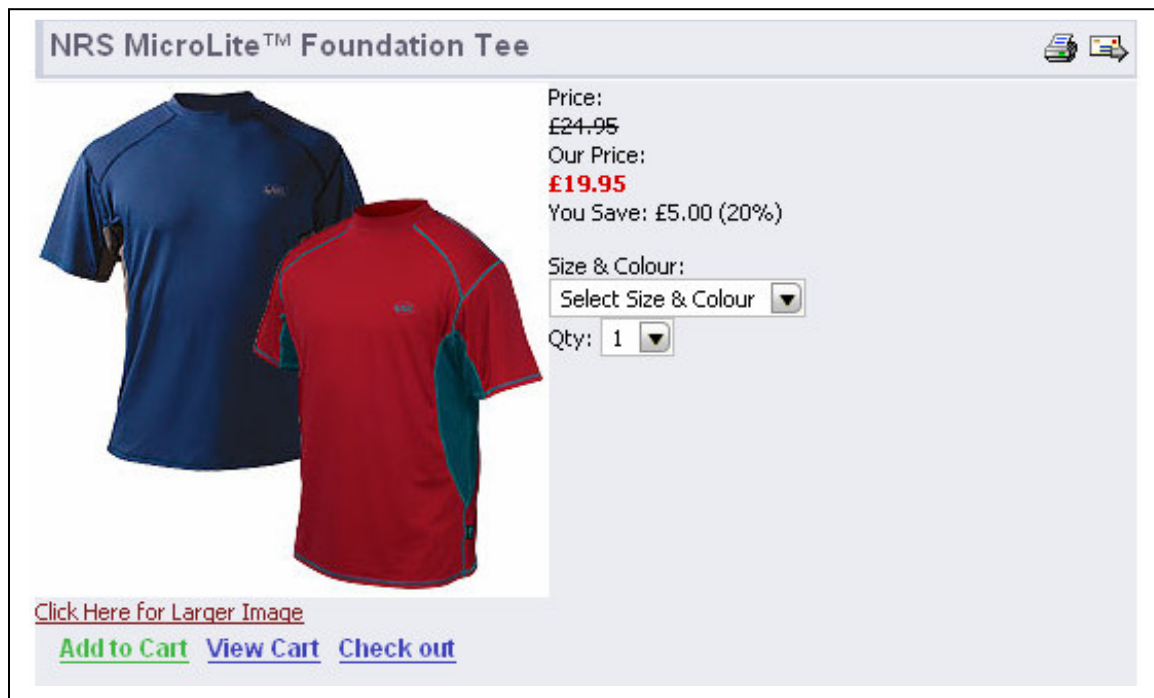 NRS MicroLite™ Foundation Tee
Price:
£24.95
Our Price:
£19.95
You Save: £5.00 (20%)
Size & Colour:
Select Size & Colour
Qty: 1
Click Here for Larger Image
Add to Cart View Cart Check out